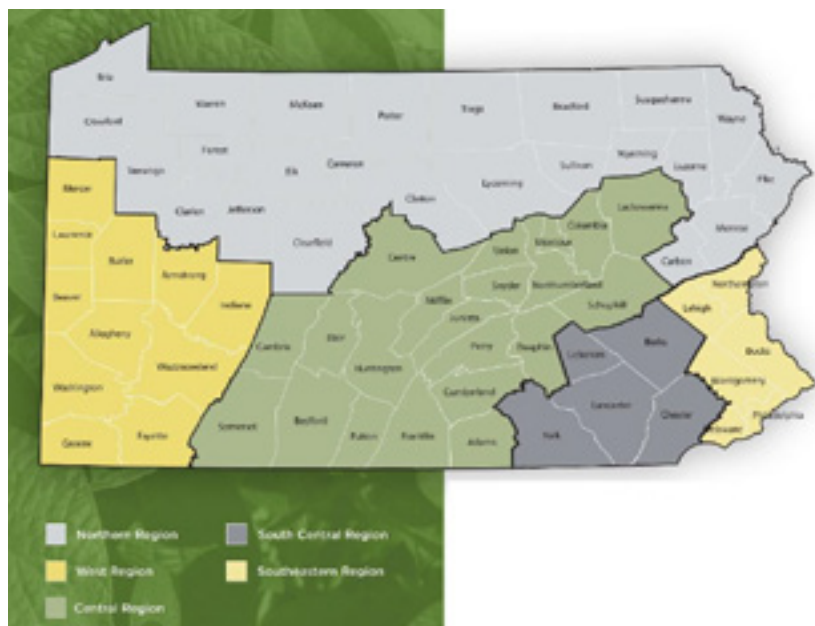 Erie
Crawford
Warren
McKean
Potter
Tioga
Bradford
Susquehanna
Wayne
Forest
Venango
Elk
Cameron
Clarion
Jefferson
Clearfield
Clinton
Lycoming
Sullivan
Wyoming
Luzerne
Pike
Monroe
Carbon
Mercer
Lawrence
Butler
Armstrong
Indiana
Beaver
Allegheny
Westmoreland
Washington
Greene
Fayette
Centre
Union
Montour
Columbia
Lackawanna
Snyder
Northumberland
Schuylkill
Mifflin
Juniata
Perry
Dauphin
Cambria
Blair
Huntington
Cumberland
Somerset
Bedford
Fulton
Franklin
Adams
Lebanon
Berks
Lancaster
Chester
York
Northampton
Lehigh
Bucks
Montgomery
Philadelphia
Delaware
Northern Region
South Central Region
West Region
Southeastern Region
Central Region